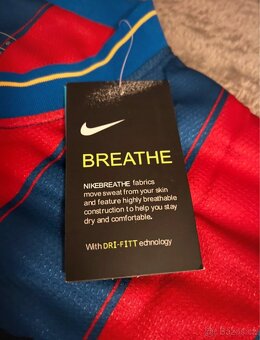 BREATHE
NIKEBREATHE fabrics
move sweat from your skin
and feature highly breathable
construction to help you stay
dry and comfortable.
With DRI-FITT echnology